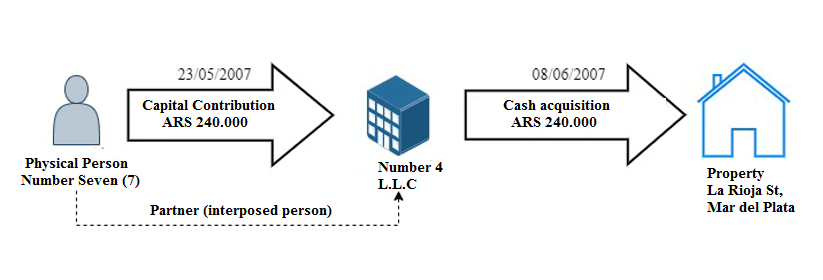 23/05/2007
Capital Contribution
ARS 240.000
08/06/2007
Cash acquisition
ARS 240.000
Physical Person
Number Seven (7)
Number 4
L.L.C
Property
La Rioja St,
Mar del Plata
Partner (interposed person)